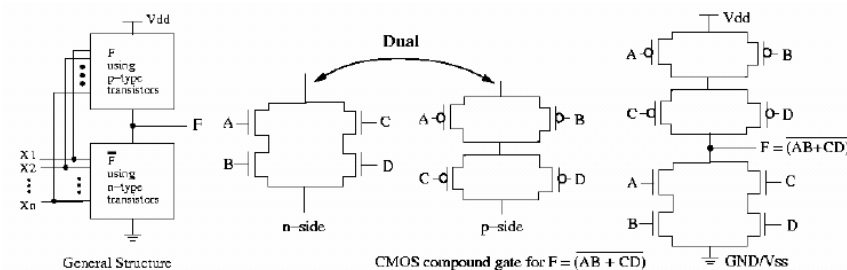 Vdd
F
using
p-type
transistors
F
X1
X2
Xn
F̅
using
n-type
transistors
General Structure
Dual
A
C
B
D
n-side
A
B
C
D
p-side
CMOS compound gate for F = (AB + CD)̅
Vdd
A
B
C
D
F = (AB+CD)̅
A
C
B
D
GND/Vss